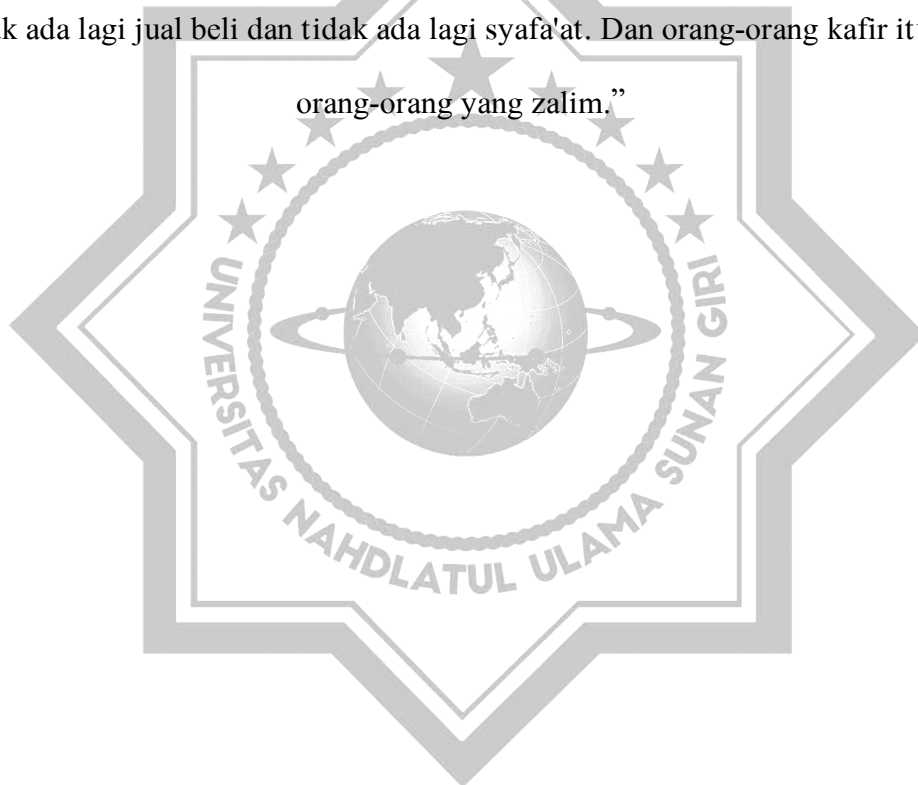 ak ada lagi jual beli dan tidak ada lagi syafa'at. Dan orang-orang kafir it
orang-orang yang zalim.”
UNIVERSITAS NAHDLATUL ULAMA SUNAN GIRI